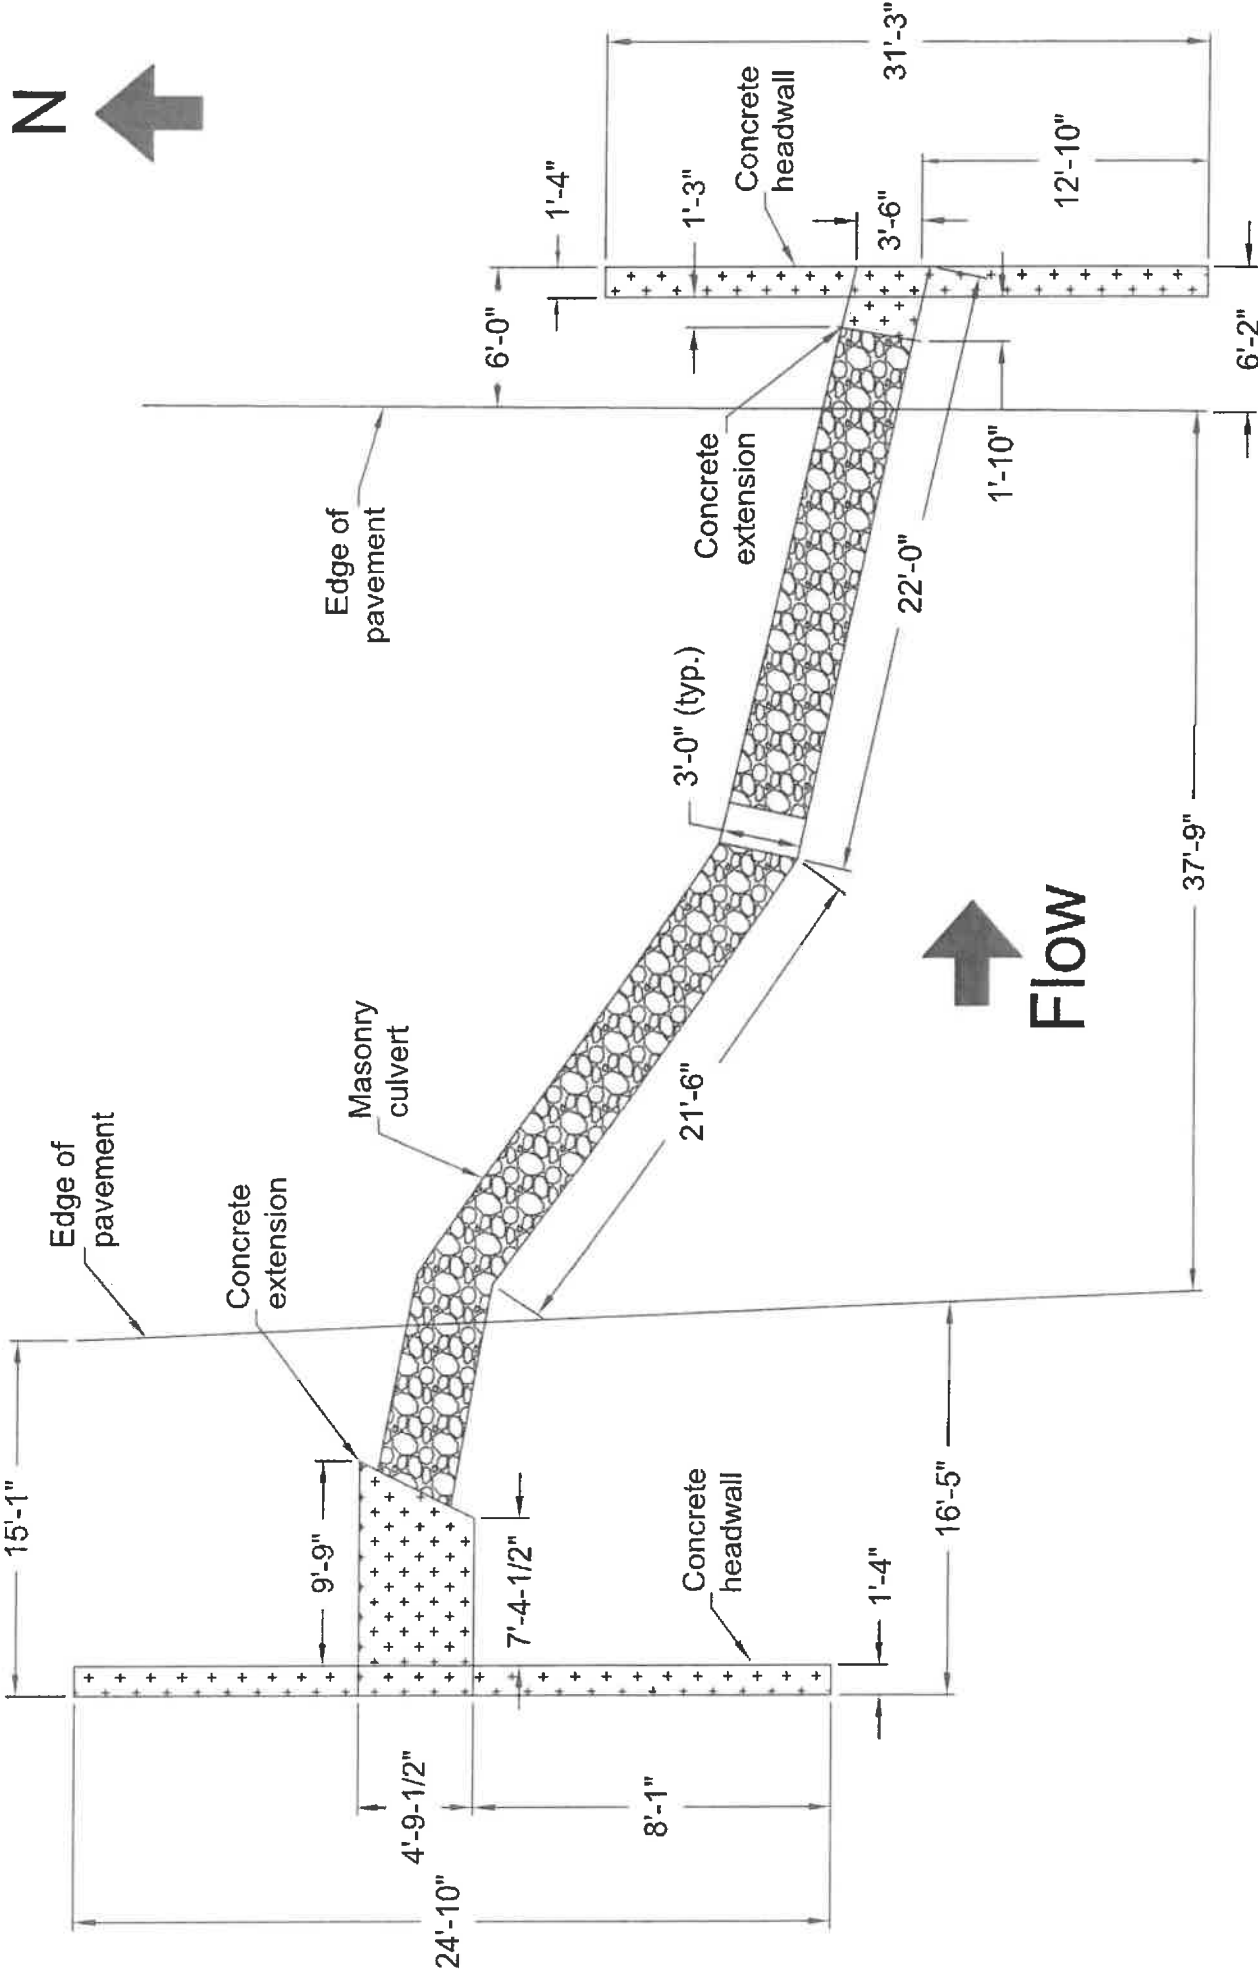 N
15'-1"
Edge of
pavement
Concrete
extension
9'-9"
4'-9-1/2"
24'-10"
8'-1"
7'-4-1/2"
Concrete
headwall
1'-4"
16'-5"
Masonry
culvert
21'-6"
Flow
37'-9"
3'-0" (typ.)
22'-0"
Edge of
pavement
6'-0"
1'-4"
1'-3"
Concrete
headwall
31'-3"
3'-6"
12'-10"
Concrete
extension
1'-10"
6'-2"